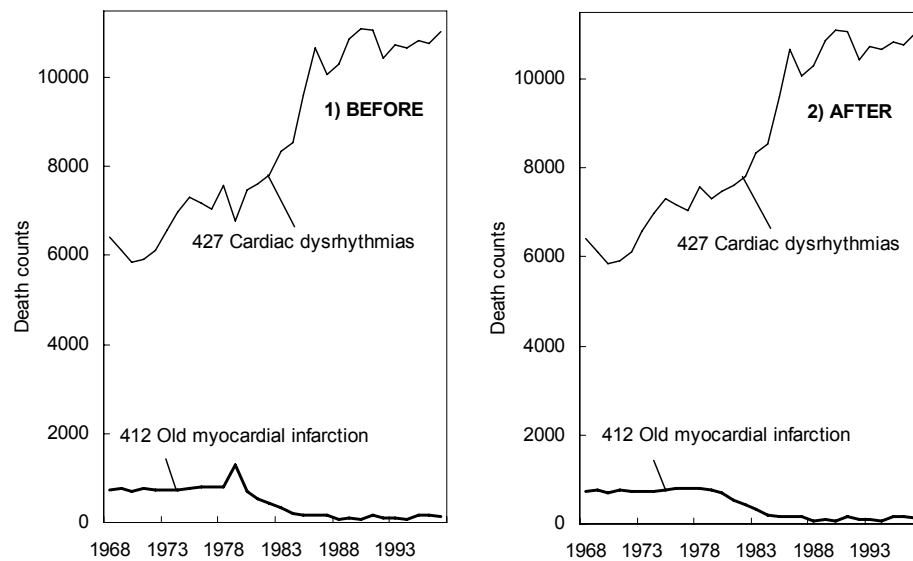 1) BEFORE
Death counts
10000
8000
6000
4000
2000
0
427 Cardiac dysrhythmias
412 Old myocardial infarction
1968 1973 1978 1983 1988 1993
2) AFTER
Death counts
10000
8000
6000
4000
2000
0
427 Cardiac dysrhythmias
412 Old myocardial infarction
1968 1973 1978 1983 1988 1993